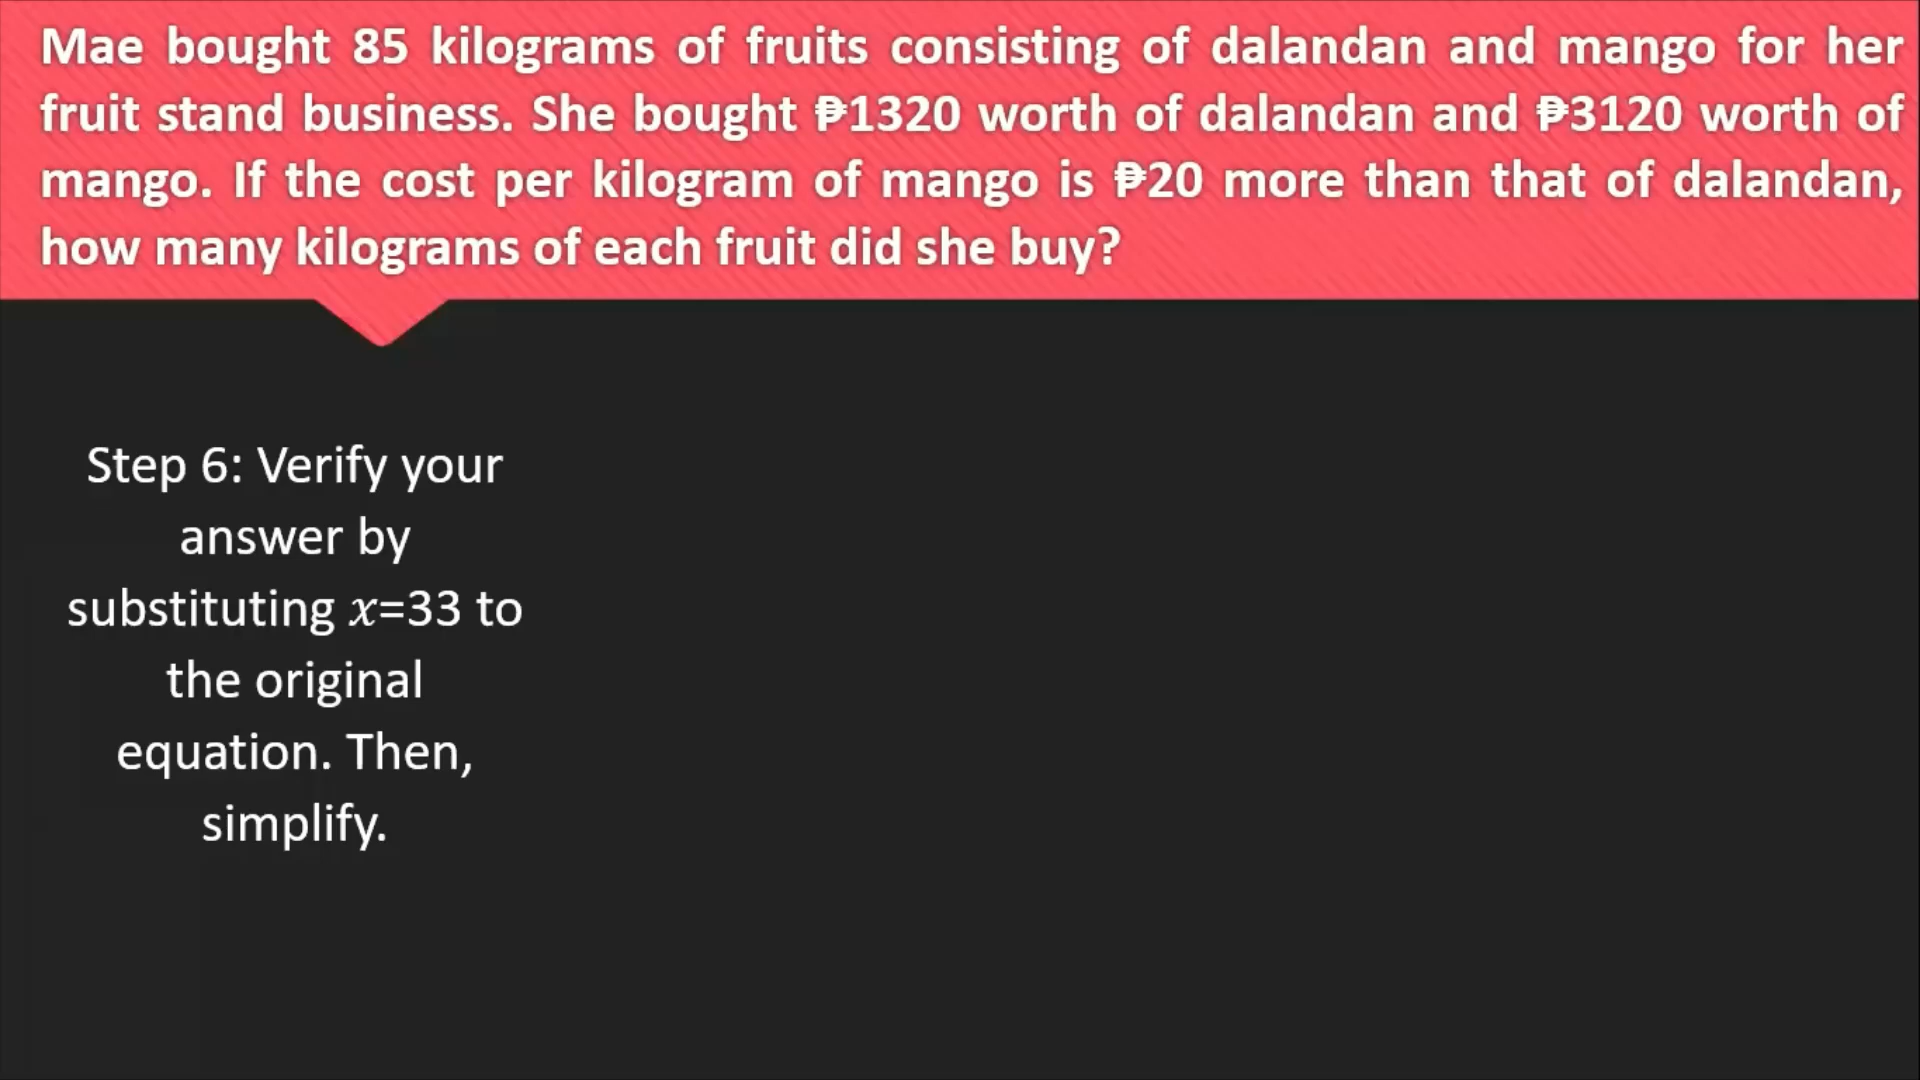 Mae bought 85 kilograms of fruits consisting of dalandan and mango for her
fruit stand business. She bought ₱1320 worth of dalandan and ₱3120 worth of
mango. If the cost per kilogram of mango is ₱20 more than that of dalandan,
how many kilograms of each fruit did she buy?
Step 6: Verify your
answer by
substituting 𝑥=33 to
the original
equation. Then,
simplify.